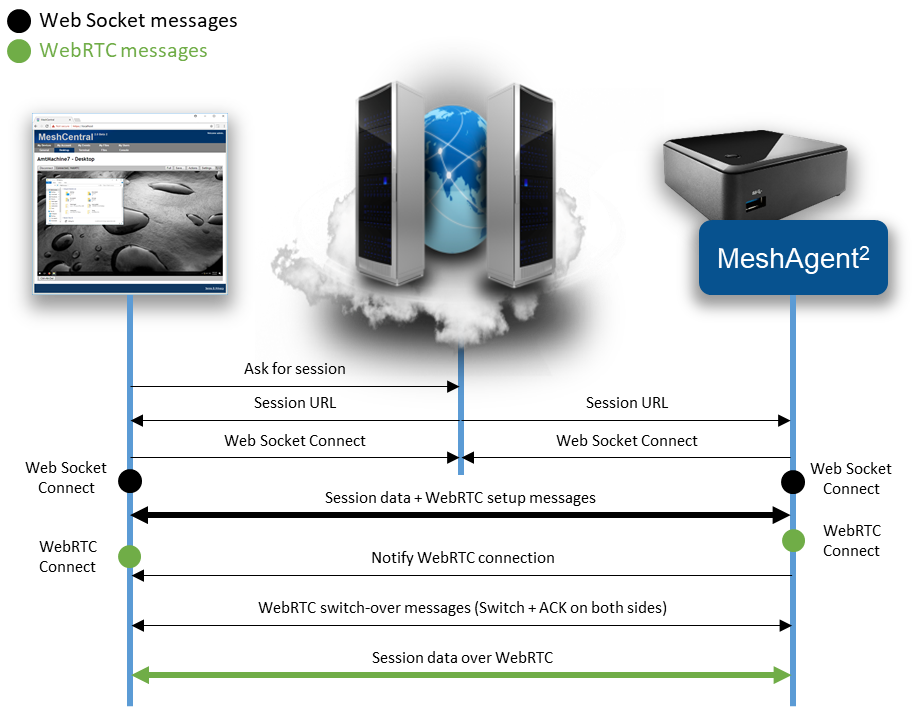 Web Socket messages
WebRTC messages
MeshCentral
AmtMachine7 - Desktop
MeshAgent²
Ask for session
Session URL
Session URL
Web Socket Connect
Web Socket Connect
Web Socket
Connect
Web Socket
Connect
Session data + WebRTC setup messages
WebRTC
Connect
WebRTC
Connect
Notify WebRTC connection
WebRTC switch-over messages (Switch + ACK on both sides)
Session data over WebRTC